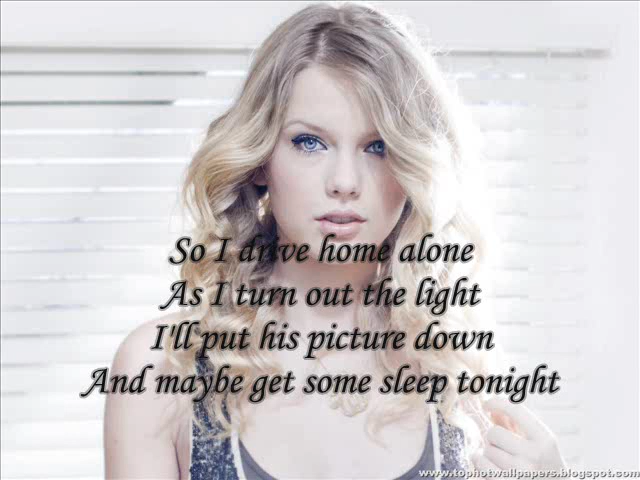 So I drive home alone
As I turn out the light
I'll put his picture down
And maybe get some sleep tonight
www.tophotwallpapers.blogspot.com